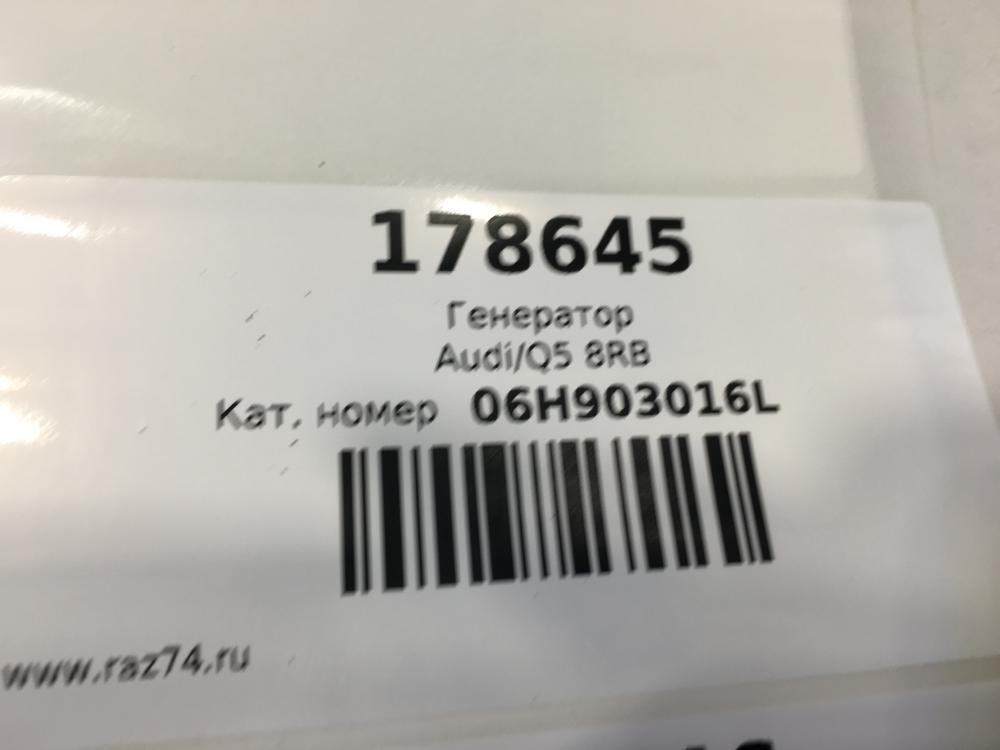 178645
Генератор
Audi/Q5 8RB
Кат. номер 06H903016L
www.raz74.ru